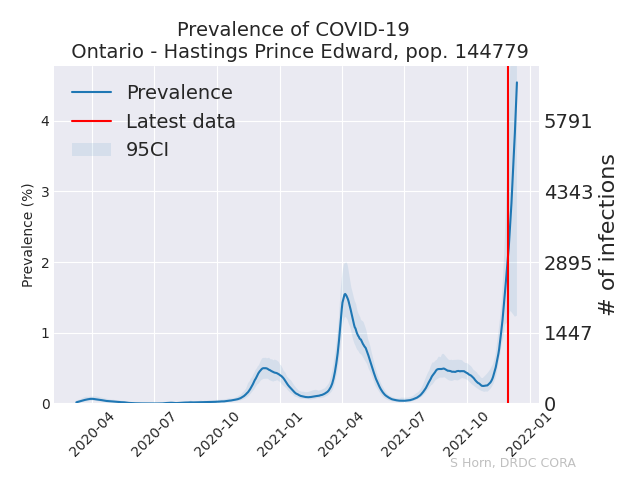 Prevalence of COVID-19
Ontario - Hastings Prince Edward, pop. 144779
Prevalence
Latest data
95CI
Prevalence (%)
4
3
2
1
0
5791
4343
2895
1447
0
# of infections
2020-04
2020-07
2020-10
2021-01
2021-04
2021-07
2021-10
2022-01
S Horn, DRDC CORA